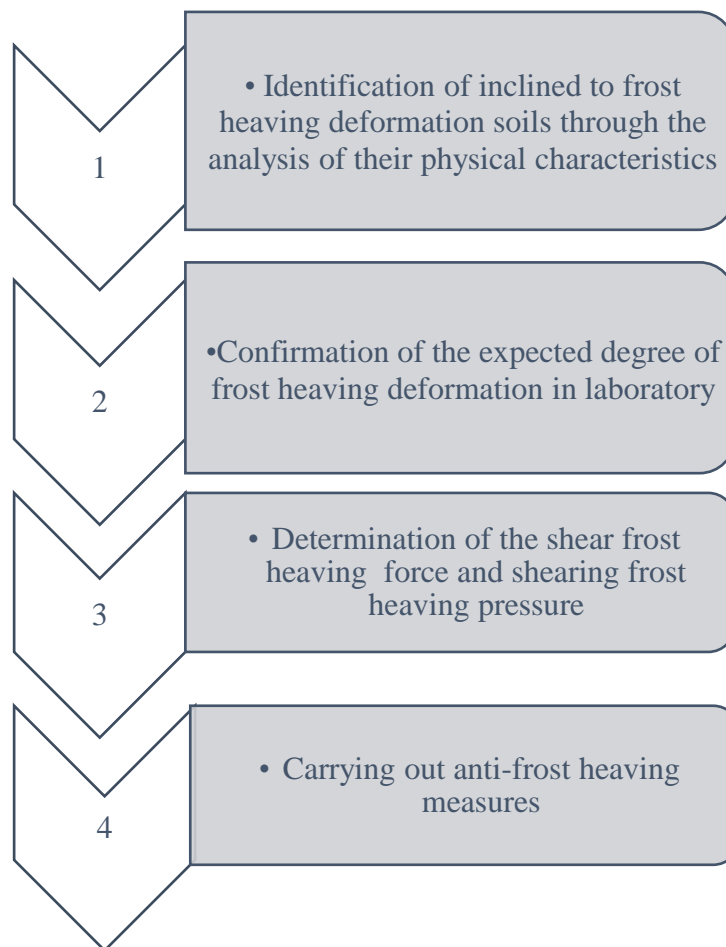 1
• Identification of inclined to frost
heaving deformation soils through the
analysis of their physical characteristics
2
•Confirmation of the expected degree of
frost heaving deformation in laboratory
3
• Determination of the shear frost
heaving force and shearing frost
heaving pressure
4
• Carrying out anti-frost heaving
measures